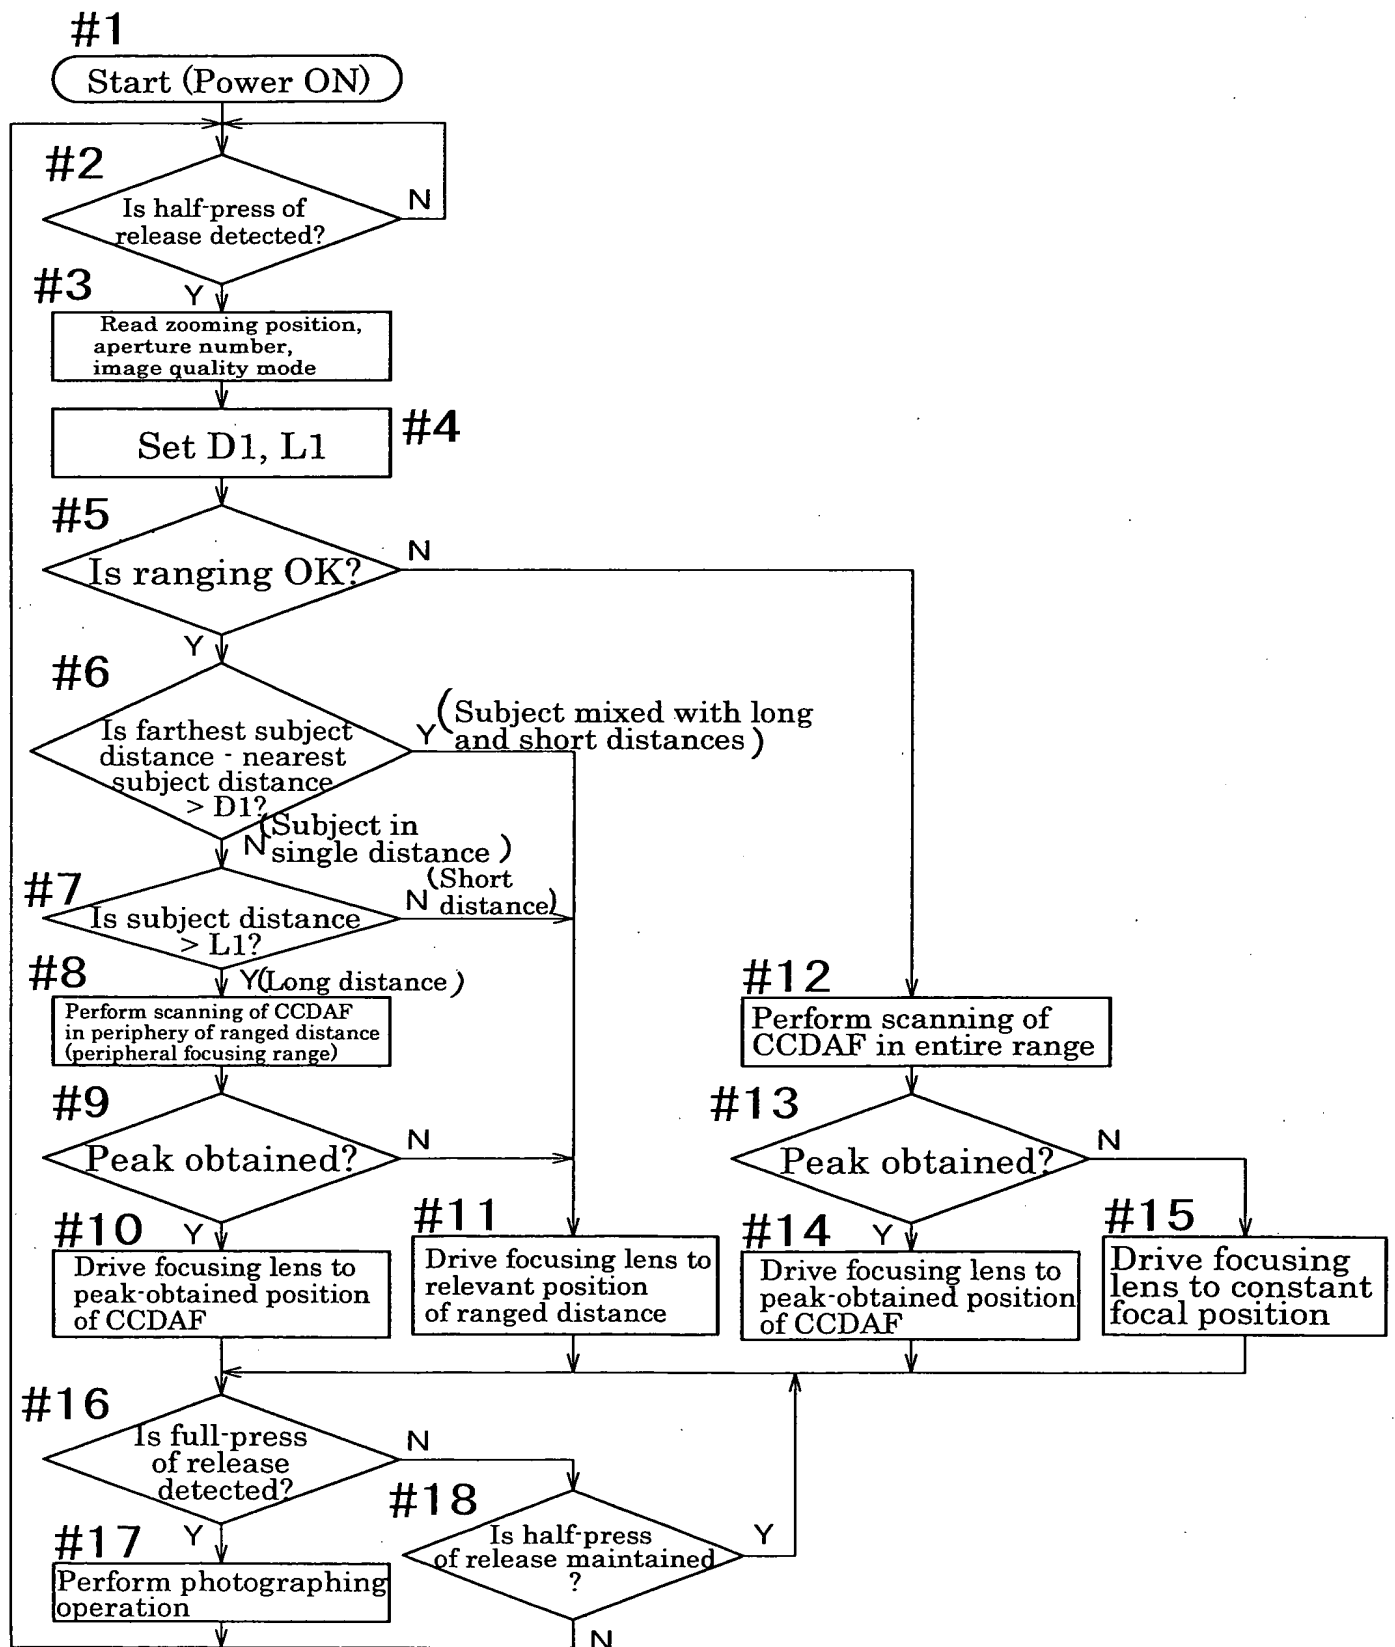 #1
Start (Power ON)
#2
Is half-press of
release detected?
N
Y
#3
Read zooming position,
aperture number,
image quality mode
#4
Set D1, L1
#5
Is ranging OK?
N
Y
#6
Is farthest subject
distance - nearest
subject distance
> D1?
Y
(Subject mixed with long
and short distances)
N
(Subject in
single distance)
#7
Is subject distance
> L1?
N
(Short
distance)
Y(Long distance)
#8
Perform scanning of CCDAF
in periphery of ranged distance
(peripheral focusing range)
#12
Perform scanning of
CCDAF in entire range
#9
Peak obtained?
N
Y
#13
Peak obtained?
N
Y
#10
Drive focusing lens to
peak-obtained position
of CCDAF
#11
Drive focusing lens to
relevant position
of ranged distance
#14
Drive focusing lens to
peak-obtained position
of CCDAF
#15
Drive focusing
lens to constant
focal position
#16
Is full-press
of release
detected?
N
Y
#18
Is half-press
of release maintained
?
Y
N
#17
Perform photographing
operation